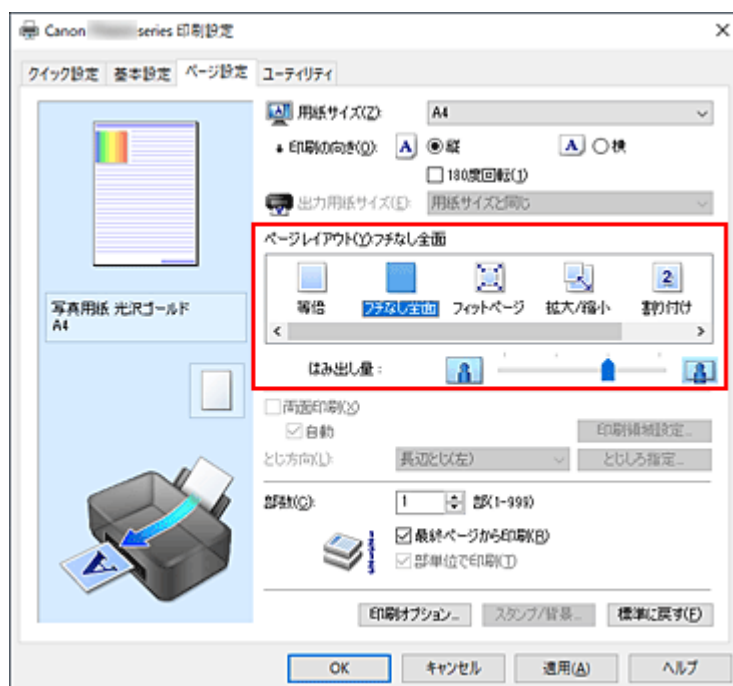 Canon series 印刷設定
クイック設定 基本設定 ページ設定 ユーティリティ
用紙サイズ(Z): A4
印刷の向き(O): A 縦 A 横
180度回転(1)
出力用紙サイズ(E): 用紙サイズと同じ
ページレイアウト(Y):フチなし全面
等倍 フチなし全面 フィットページ 拡大/縮小 割り付け
はみ出し量:
写真用紙 光沢ゴールド
A4
両面印刷(X)
自動 印刷領域設定...
とじ方向(L): 長辺とじ(左) とじしろ指定...
部数(C): 1 部(1-999)
最終ページから印刷(R)
部単位で印刷(T)
印刷オプション... スタンプ/背景... 標準に戻す(F)
OK キャンセル 適用(A) ヘルプ